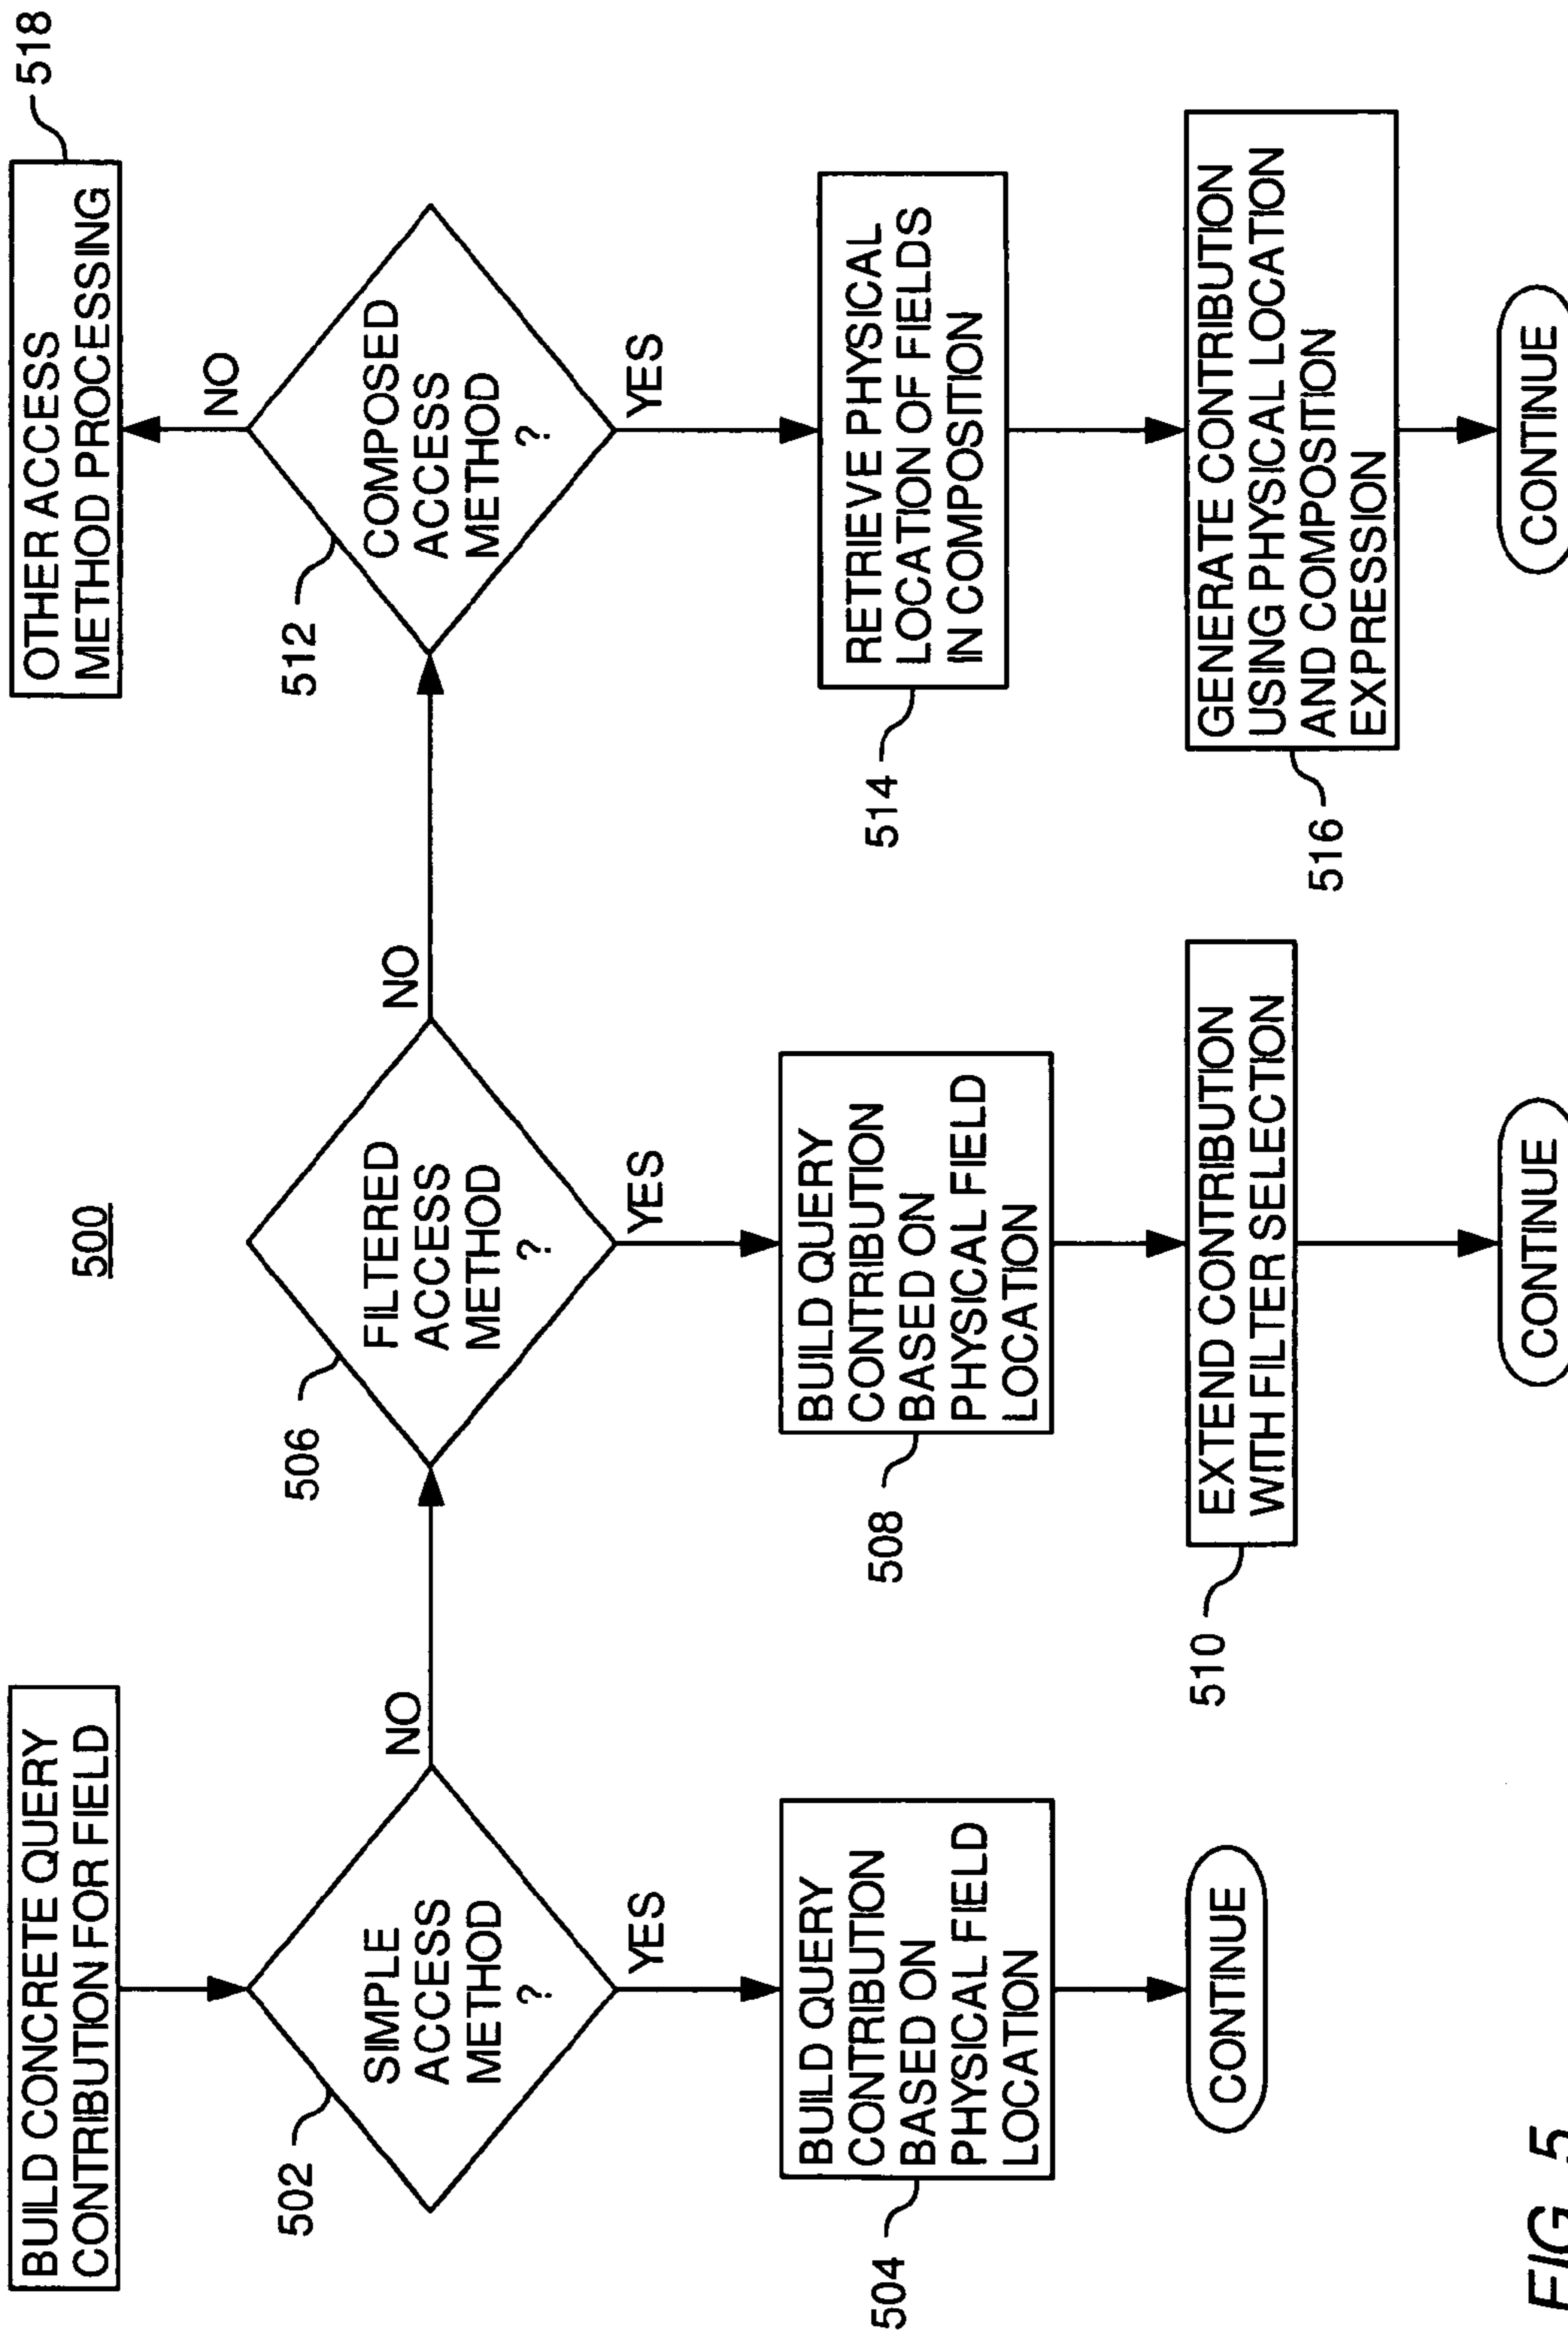 500
BUILD CONCRETE QUERY
CONTRIBUTION FOR FIELD
502
SIMPLE
ACCESS
METHOD
?
NO
YES
504
BUILD QUERY
CONTRIBUTION
BASED ON
PHYSICAL FIELD
LOCATION
CONTINUE
506
FILTERED
ACCESS
METHOD
?
NO
YES
508
BUILD QUERY
CONTRIBUTION
BASED ON
PHYSICAL FIELD
LOCATION
510
EXTEND CONTRIBUTION
WITH FILTER SELECTION
CONTINUE
512
COMPOSED
ACCESS
METHOD
?
NO
518
OTHER ACCESS
METHOD PROCESSING
YES
514
RETRIEVE PHYSICAL
LOCATION OF FIELDS
IN COMPOSITION
516
GENERATE CONTRIBUTION
USING PHYSICAL LOCATION
AND COMPOSITION
EXPRESSION
CONTINUE
FIG. 5